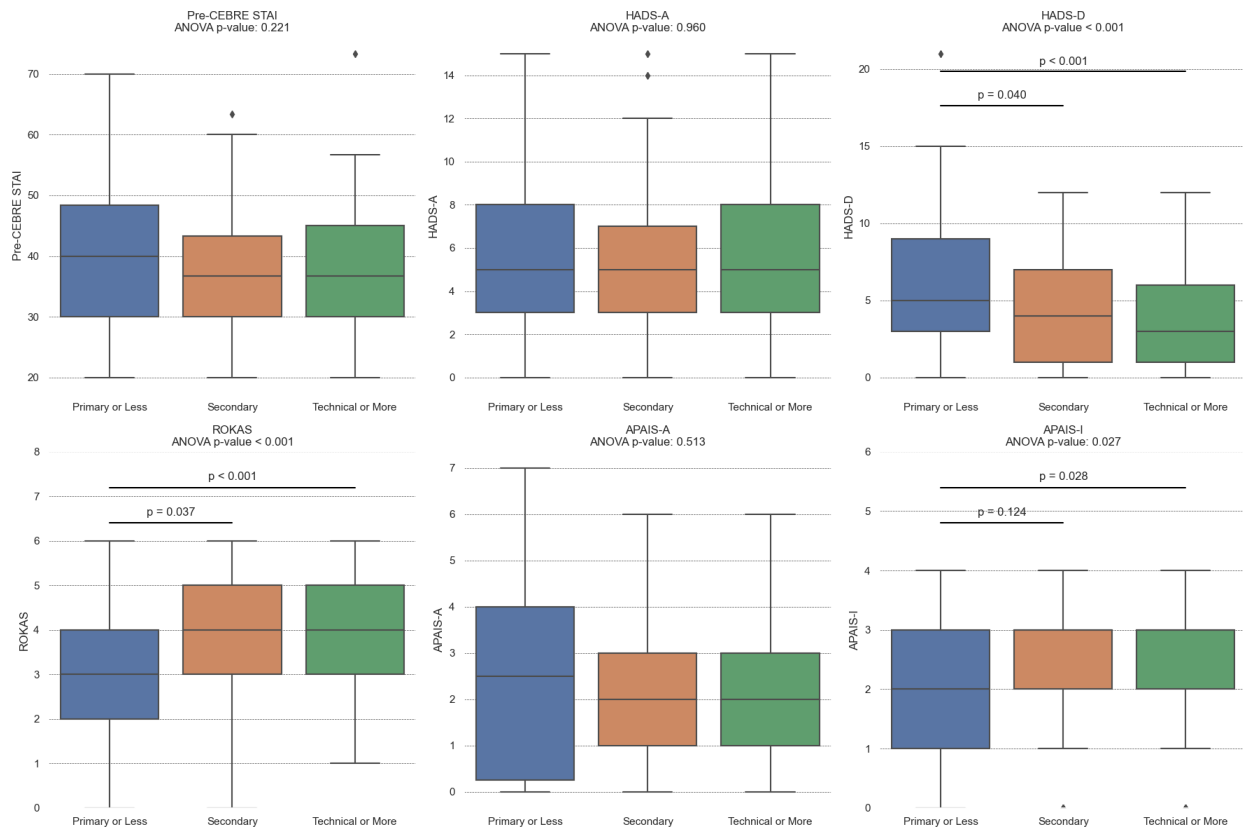 Pre-CEBRE STAI
ANOVA p-value: 0.221
Pre-CEBRE STAI
70
60
50
40
30
20
Primary or Less
Secondary
Technical or More
HADS-A
ANOVA p-value: 0.960
HADS-A
14
12
10
8
6
4
2
0
Primary or Less
Secondary
Technical or More
HADS-D
ANOVA p-value < 0.001
HADS-D
20
15
10
5
0
p < 0.001
p = 0.040
Primary or Less
Secondary
Technical or More
ROKAS
ANOVA p-value < 0.001
ROKAS
8
7
6
5
4
3
2
1
0
p < 0.001
p = 0.037
Primary or Less
Secondary
Technical or More
APAIS-A
ANOVA p-value: 0.513
APAIS-A
7
6
5
4
3
2
1
0
Primary or Less
Secondary
Technical or More
APAIS-I
ANOVA p-value: 0.027
APAIS-I
6
5
4
3
2
1
0
p = 0.028
p = 0.124
Primary or Less
Secondary
Technical or More